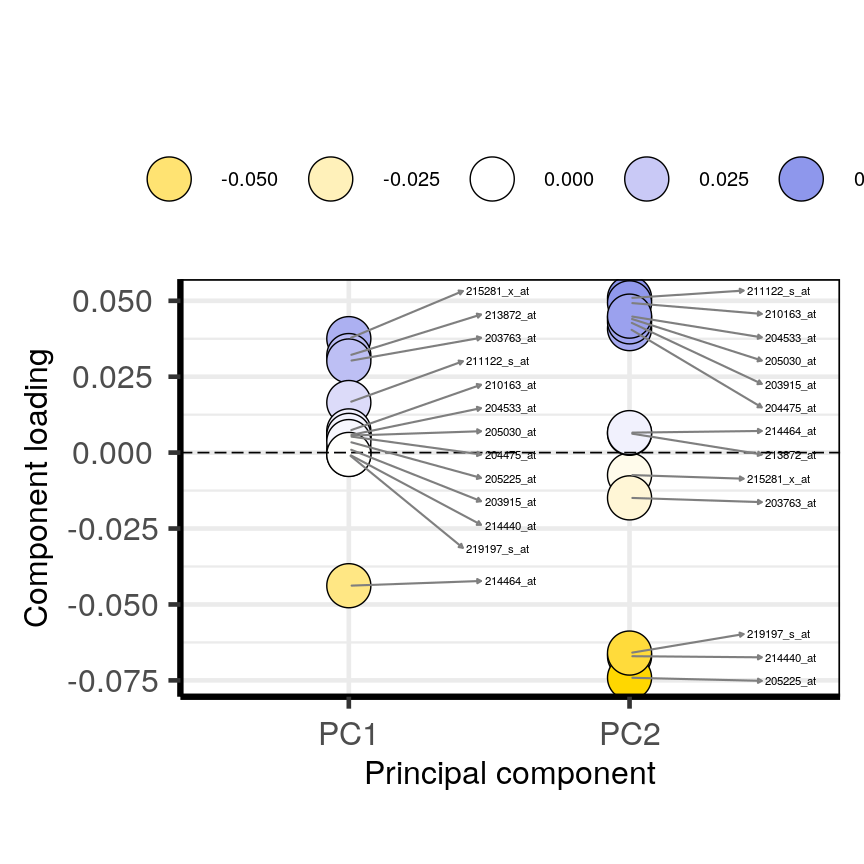 -0.050 -0.025 0.000 0.025 0
Component loading
0.050
0.025
0.000
-0.025
-0.050
-0.075
215281_x_at
213872_at
203763_at
211122_s_at
210163_at
204533_at
205030_at
204475_at
205225_at
203915_at
214440_at
219197_s_at
214464_at
211122_s_at
210163_at
204533_at
205030_at
203915_at
204475_at
214464_at
213872_at
215281_x_at
203763_at
219197_s_at
214440_at
205225_at
PC1 PC2
Principal component